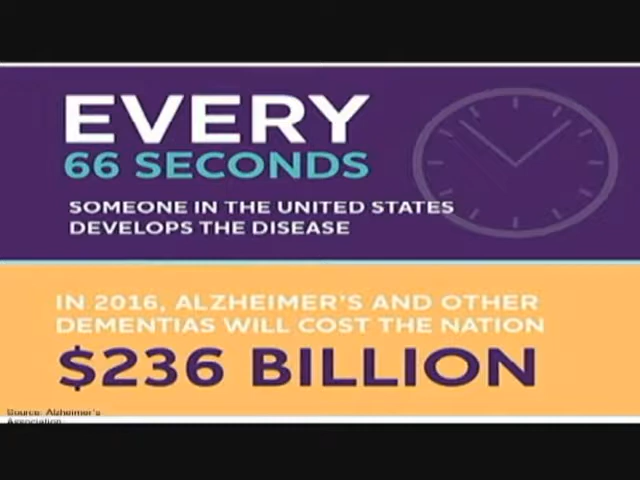 EVERY
66 SECONDS
SOMEONE IN THE UNITED STATES
DEVELOPS THE DISEASE
IN 2016, ALZHEIMER'S AND OTHER
DEMENTIAS WILL COST THE NATION
$236 BILLION
Source: Alzheimer's
Association